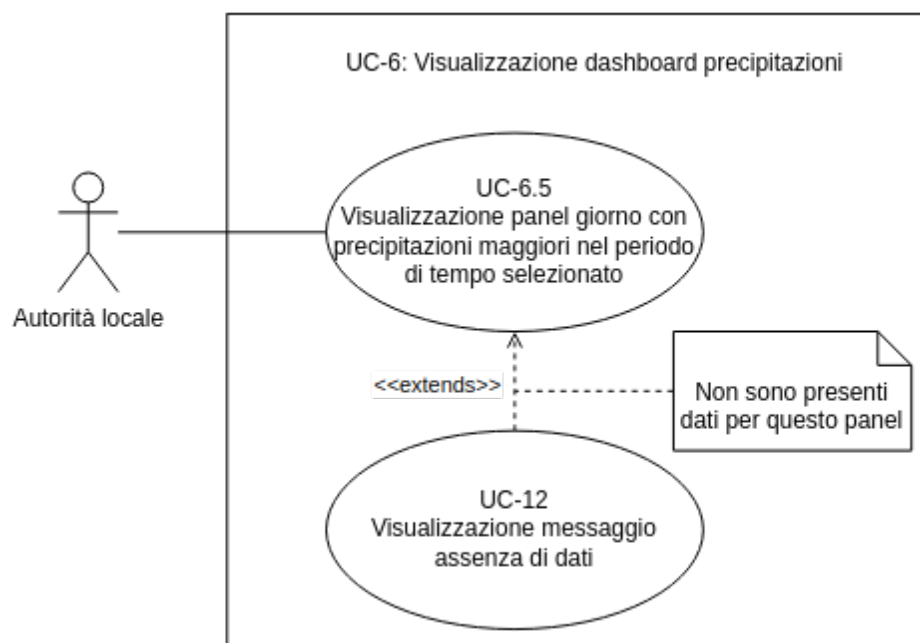 UC-6: Visualizzazione dashboard precipitazioni
UC-6.5
Visualizzazione panel giorno con
precipitazioni maggiori nel periodo
di tempo selezionato
Autorità locale
<<extends>>
Non sono presenti
dati per questo panel
UC-12
Visualizzazione messaggio
assenza di dati